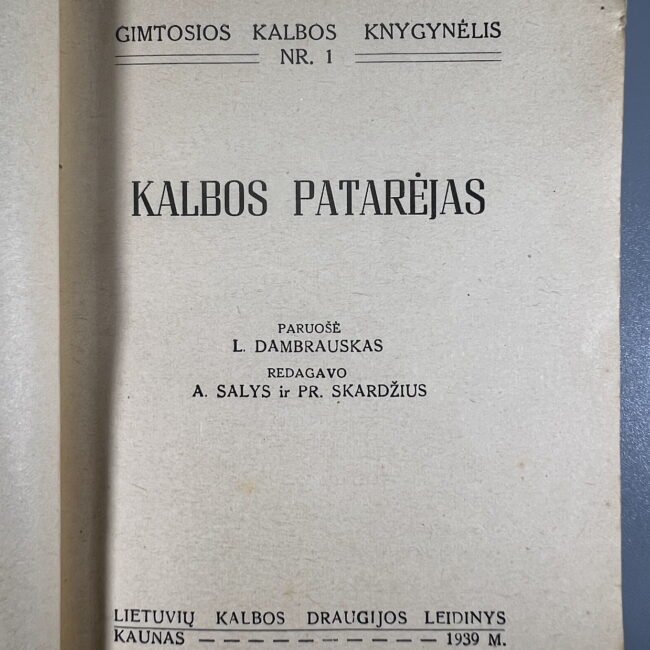 GIMTOSIOS KALBOS KNYGYNĖLIS
NR. 1
KALBOS PATARĖJAS
PARUOŠĖ
L. DAMBRAUSKAS
REDAGAVO
A. SALYS ir PR. SKARDŽIUS
LIETUVIŲ KALBOS DRAUGIJOS LEIDINYS
KAUNAS — — — — — — — — — — 1939 M.